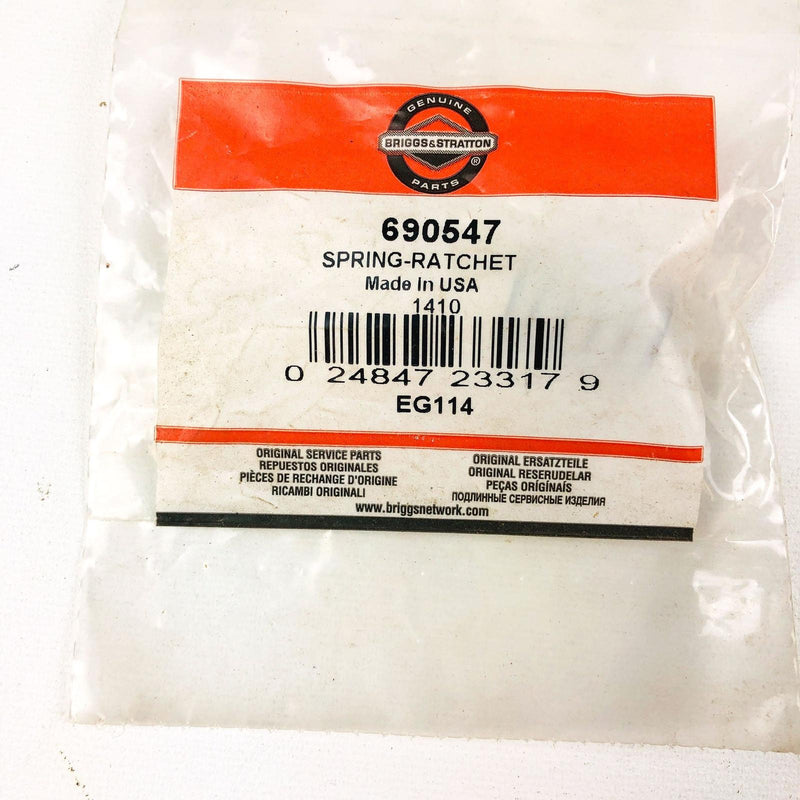 GENUINE
BRIGGS&STRATTON
®
PARTS
690547
SPRING-RATCHET
Made In USA
1410
0 24847 23317 9
EG114
ORIGINAL SERVICE PARTS
REPUESTOS ORIGINALES
PIÈCES DE RECHANGE D'ORIGINE
RICAMBI ORIGINALI
ORIGINAL ERSATZTEILE
ORIGINAL RESERUDELAR
PEÇAS ORIGÍNAIS
ПОДЛИННЫЕ СЕРВИСНЫЕ ИЗДЕЛИЯ
www.briggsnetwork.com